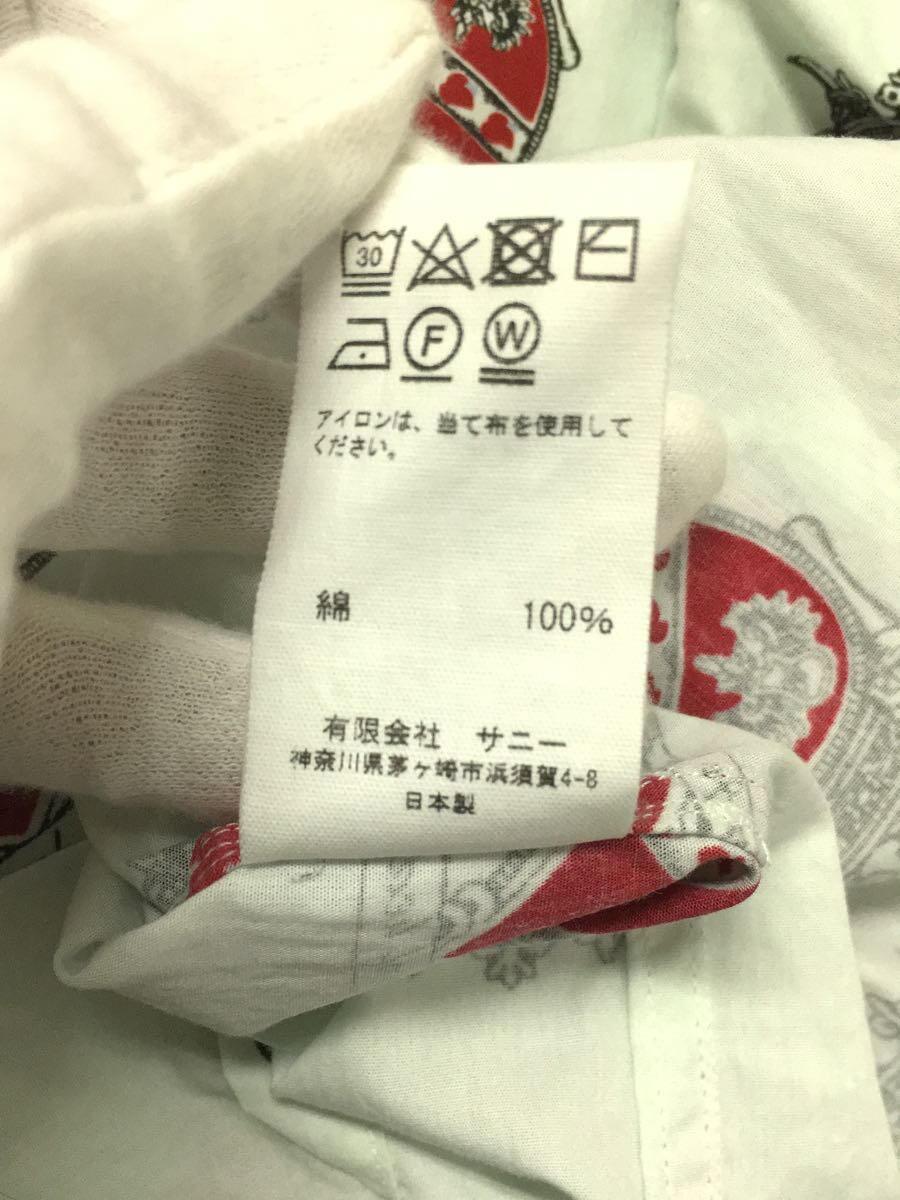 30
F W
アイロンは、当て布を使用して
ください。
綿 100%
有限会社 サニー
神奈川県茅ヶ崎市浜須賀4-8
日本製